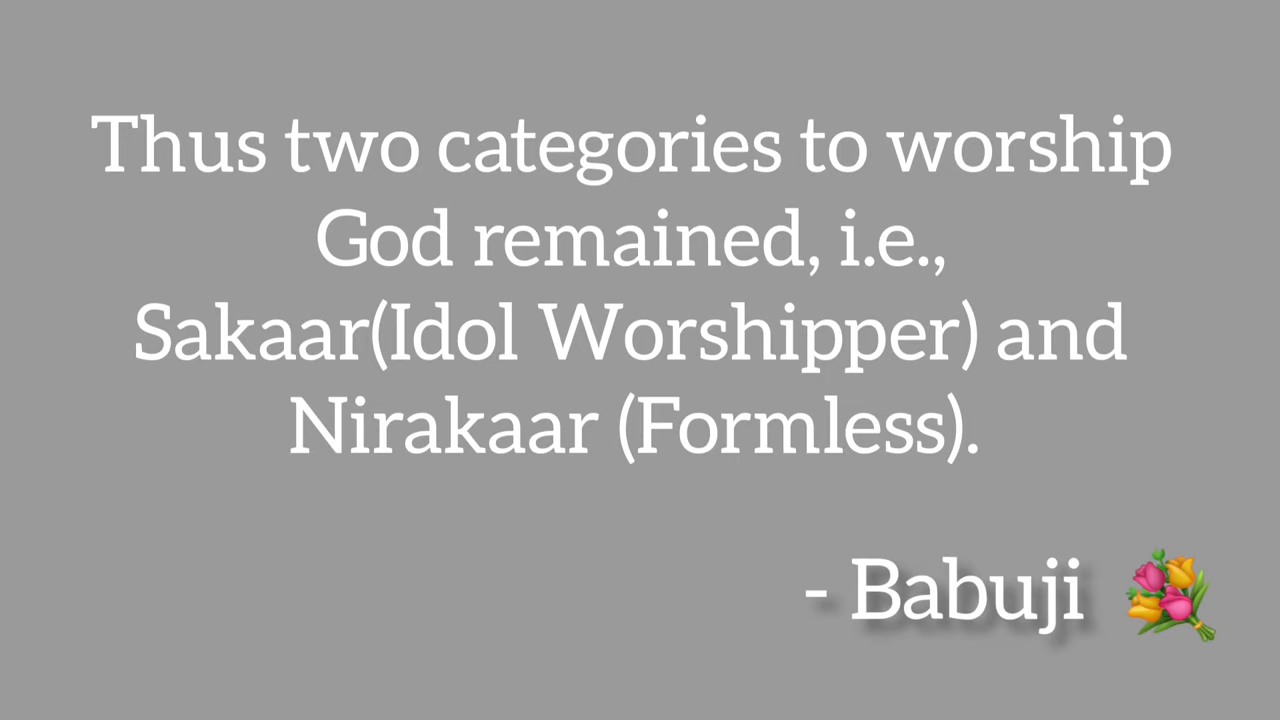 Thus two categories to worship
God remained, i.e.,
Sakaar(Idol Worshipper) and
Nirakaar (Formless).
- Babuji 💐